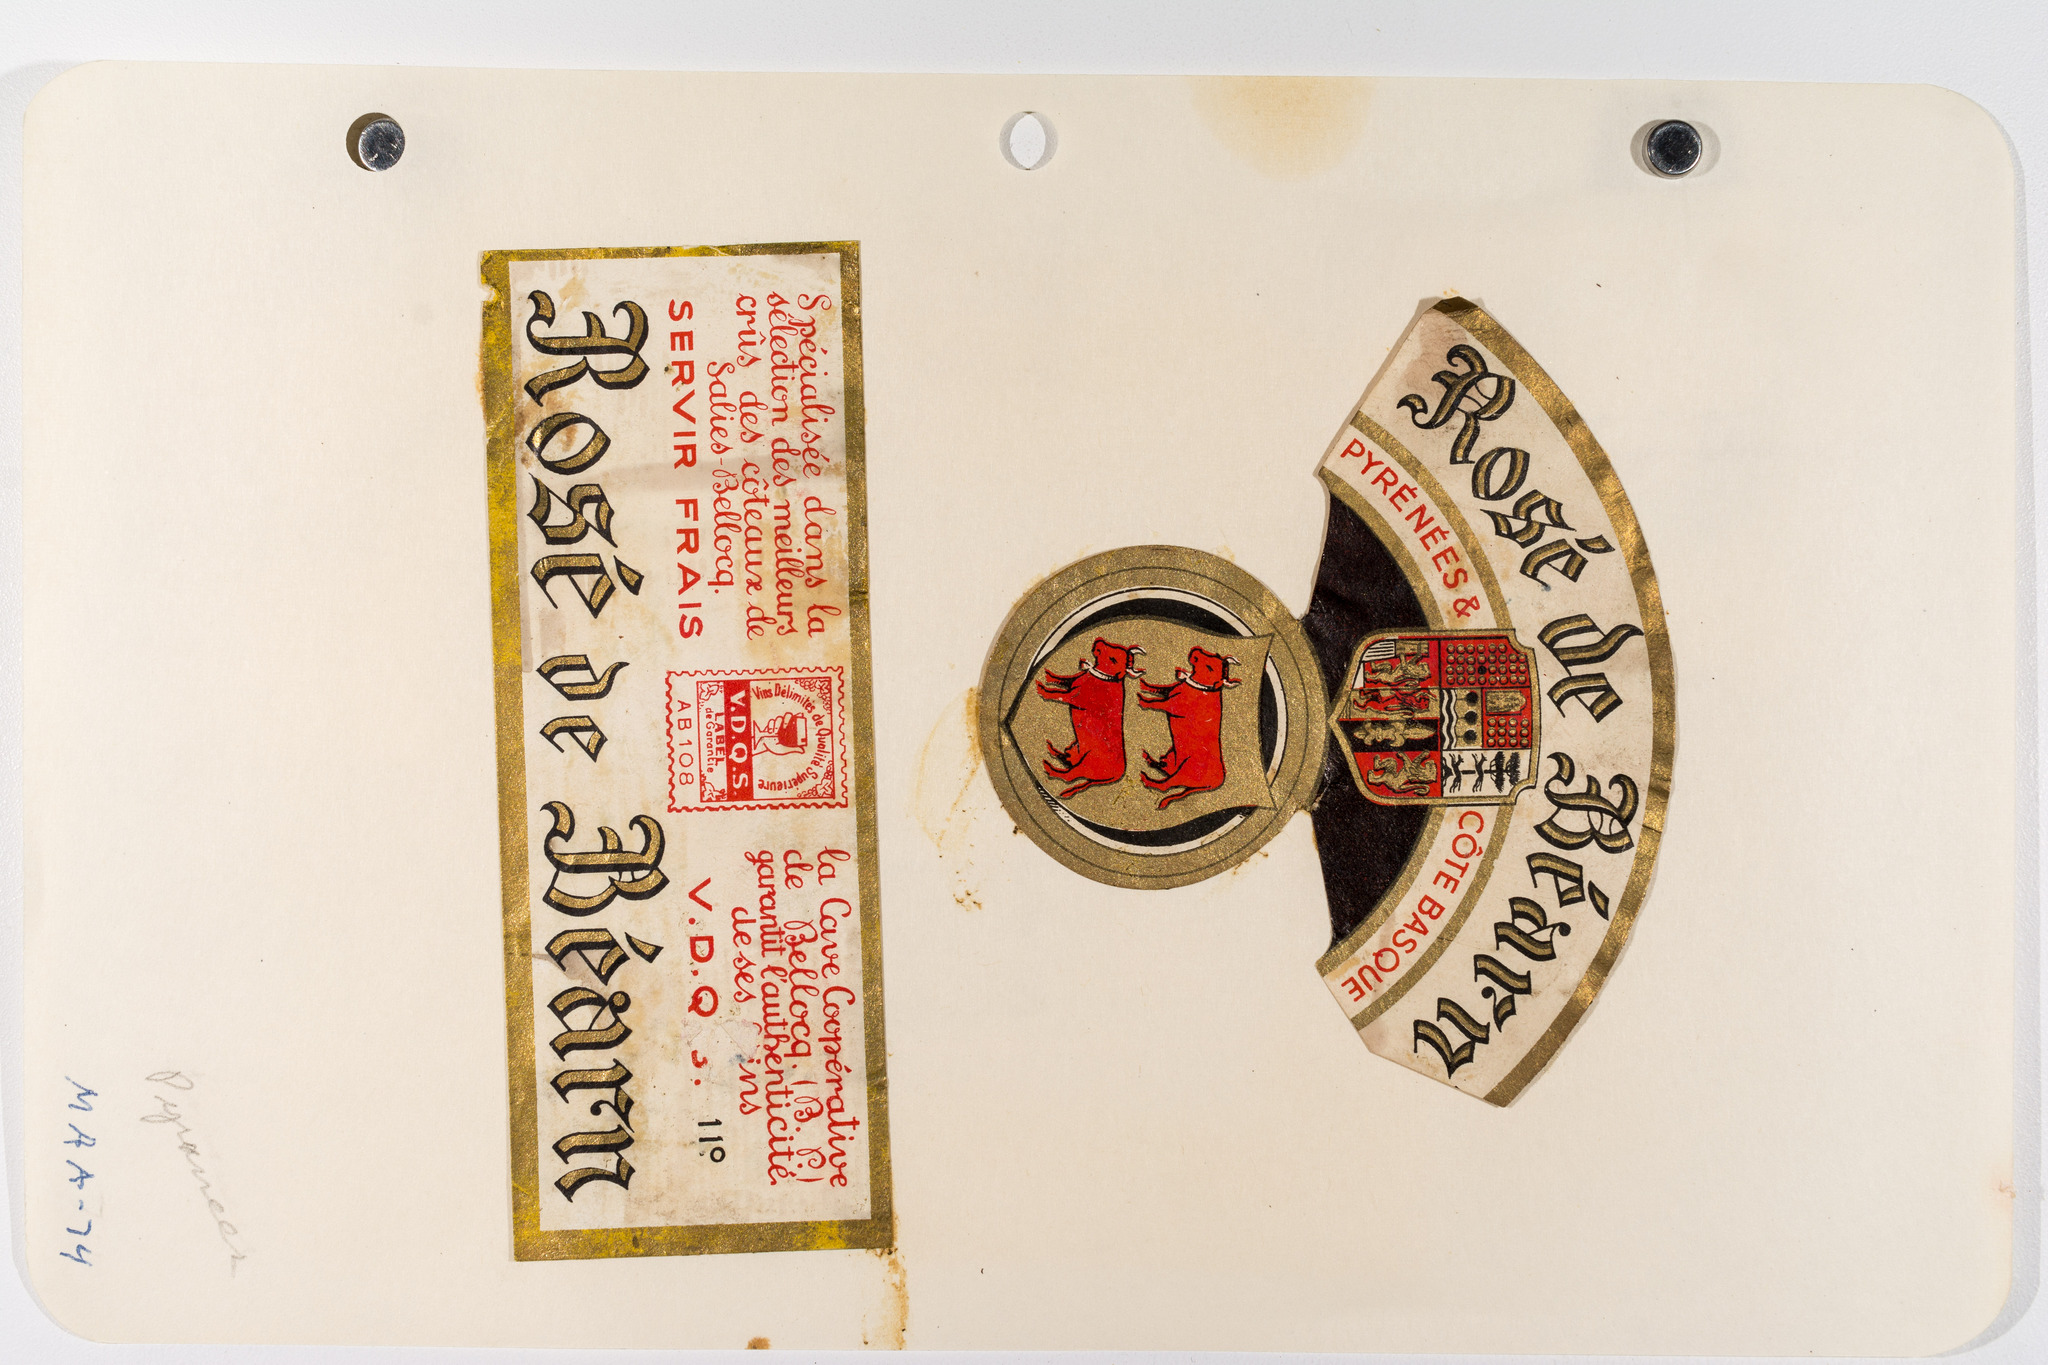 Rosé de Béarn
PYRÉNÉES & CÔTE BASQUE
Spécialisée dans la
sélection des meilleurs
crûs des côteaux de
Salies-Bellocq.
SERVIR FRAIS
Vins Délimités de Qualité Supérieure
V.D.Q.S.
LABEL
de Garantie
AB 108
la Cave Coopérative
de Bellocq. (B. P.)
garantit l'authenticité
de ses ins
V.D.Q S. 11°
Rosé de Béarn
Pyrannees
MAA-74